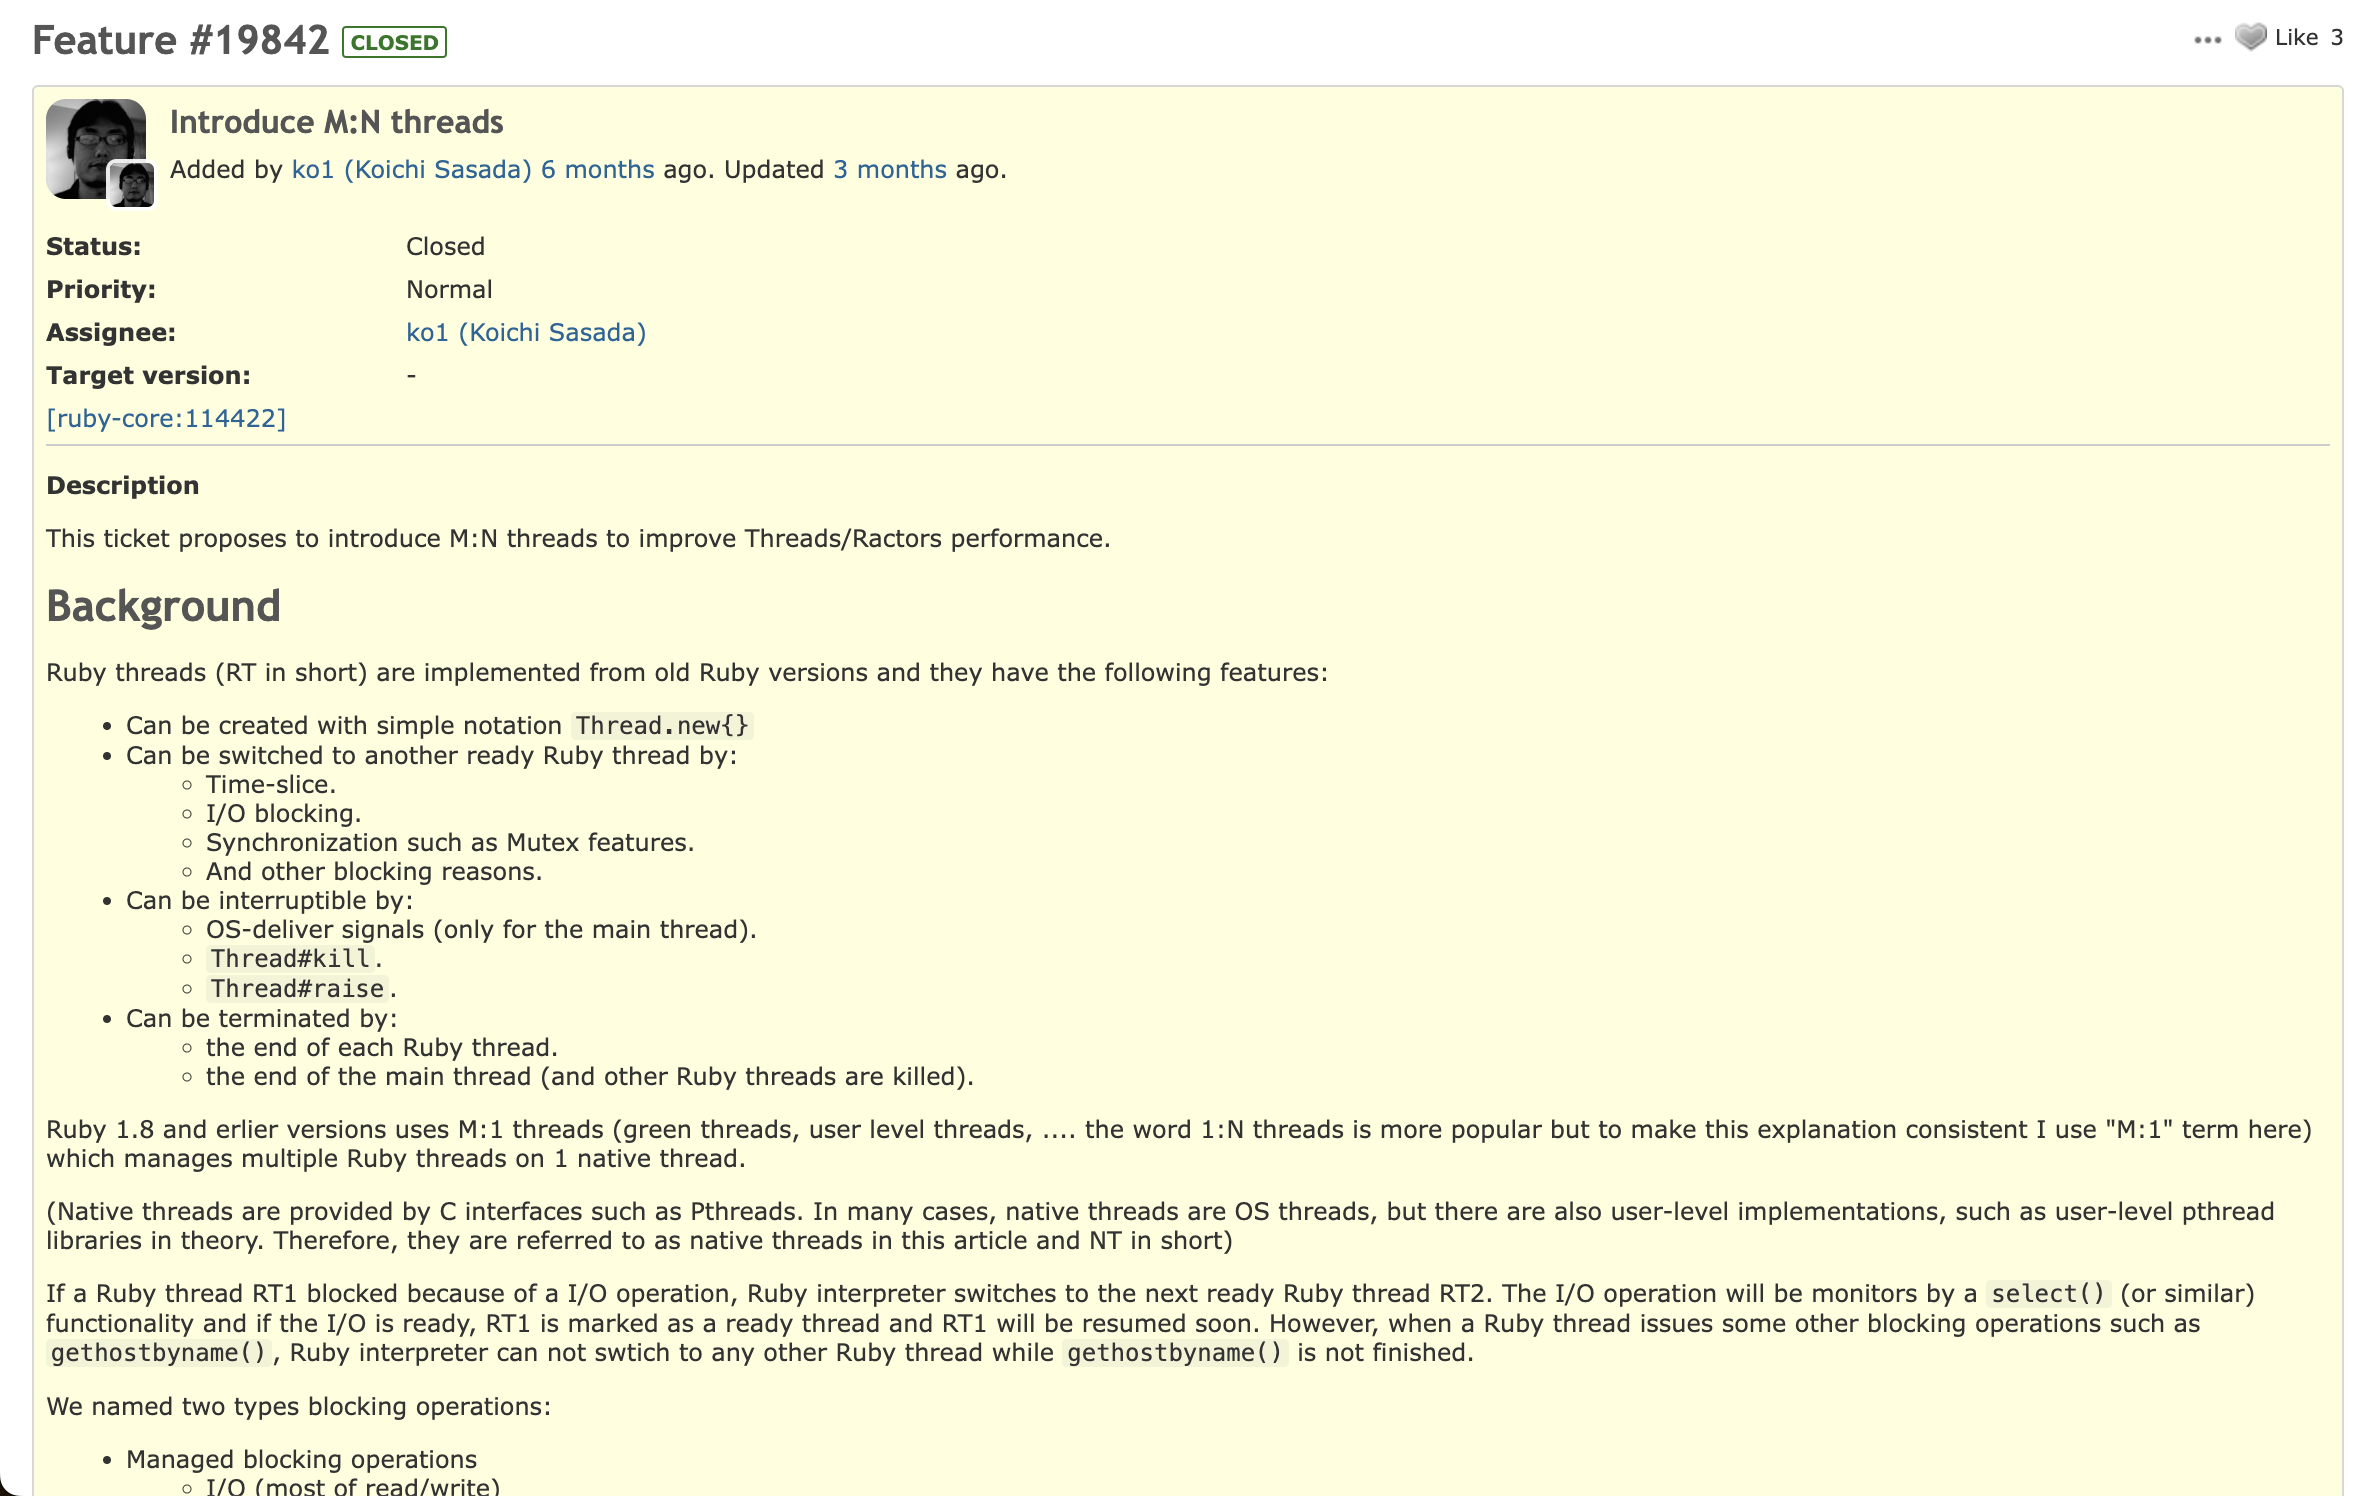 Feature #19842 CLOSED
••• Like 3
Introduce M:N threads
Added by ko1 (Koichi Sasada) 6 months ago. Updated 3 months ago.
Status: Closed
Priority: Normal
Assignee: ko1 (Koichi Sasada)
Target version: -
[ruby-core:114422]
Description
This ticket proposes to introduce M:N threads to improve Threads/Ractors performance.
Background
Ruby threads (RT in short) are implemented from old Ruby versions and they have the following features:
• Can be created with simple notation Thread.new{}
• Can be switched to another ready Ruby thread by:
◦ Time-slice.
◦ I/O blocking.
◦ Synchronization such as Mutex features.
◦ And other blocking reasons.
• Can be interruptible by:
◦ OS-deliver signals (only for the main thread).
◦ Thread#kill.
◦ Thread#raise.
• Can be terminated by:
◦ the end of each Ruby thread.
◦ the end of the main thread (and other Ruby threads are killed).
Ruby 1.8 and erlier versions uses M:1 threads (green threads, user level threads, .... the word 1:N threads is more popular but to make this explanation consistent I use "M:1" term here)
which manages multiple Ruby threads on 1 native thread.
(Native threads are provided by C interfaces such as Pthreads. In many cases, native threads are OS threads, but there are also user-level implementations, such as user-level pthread
libraries in theory. Therefore, they are referred to as native threads in this article and NT in short)
If a Ruby thread RT1 blocked because of a I/O operation, Ruby interpreter switches to the next ready Ruby thread RT2. The I/O operation will be monitors by a select() (or similar)
functionality and if the I/O is ready, RT1 is marked as a ready thread and RT1 will be resumed soon. However, when a Ruby thread issues some other blocking operations such as
gethostbyname(), Ruby interpreter can not swtich to any other Ruby thread while gethostbyname() is not finished.
We named two types blocking operations:
• Managed blocking operations
◦ I/O (most of read/write)